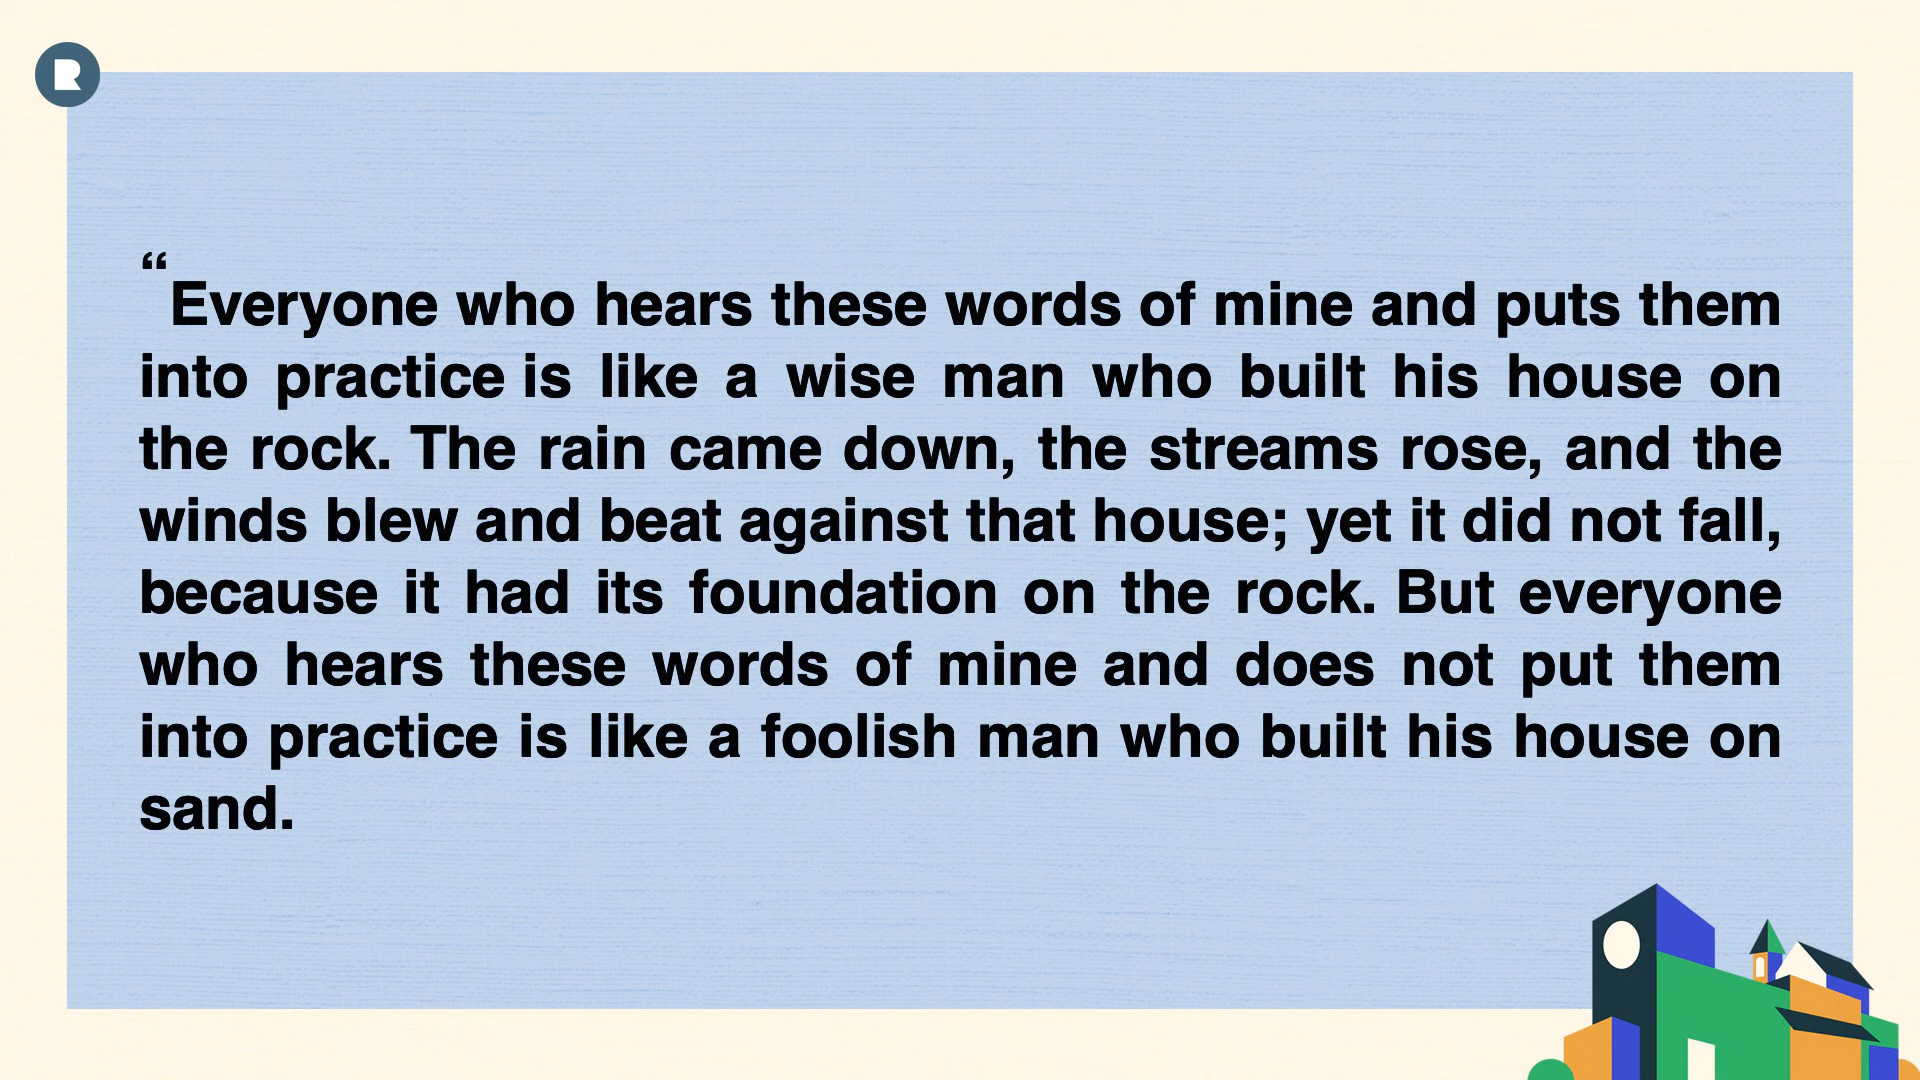 R
“Everyone who hears these words of mine and puts them
into practice is like a wise man who built his house on
the rock. The rain came down, the streams rose, and the
winds blew and beat against that house; yet it did not fall,
because it had its foundation on the rock. But everyone
who hears these words of mine and does not put them
into practice is like a foolish man who built his house on
sand.